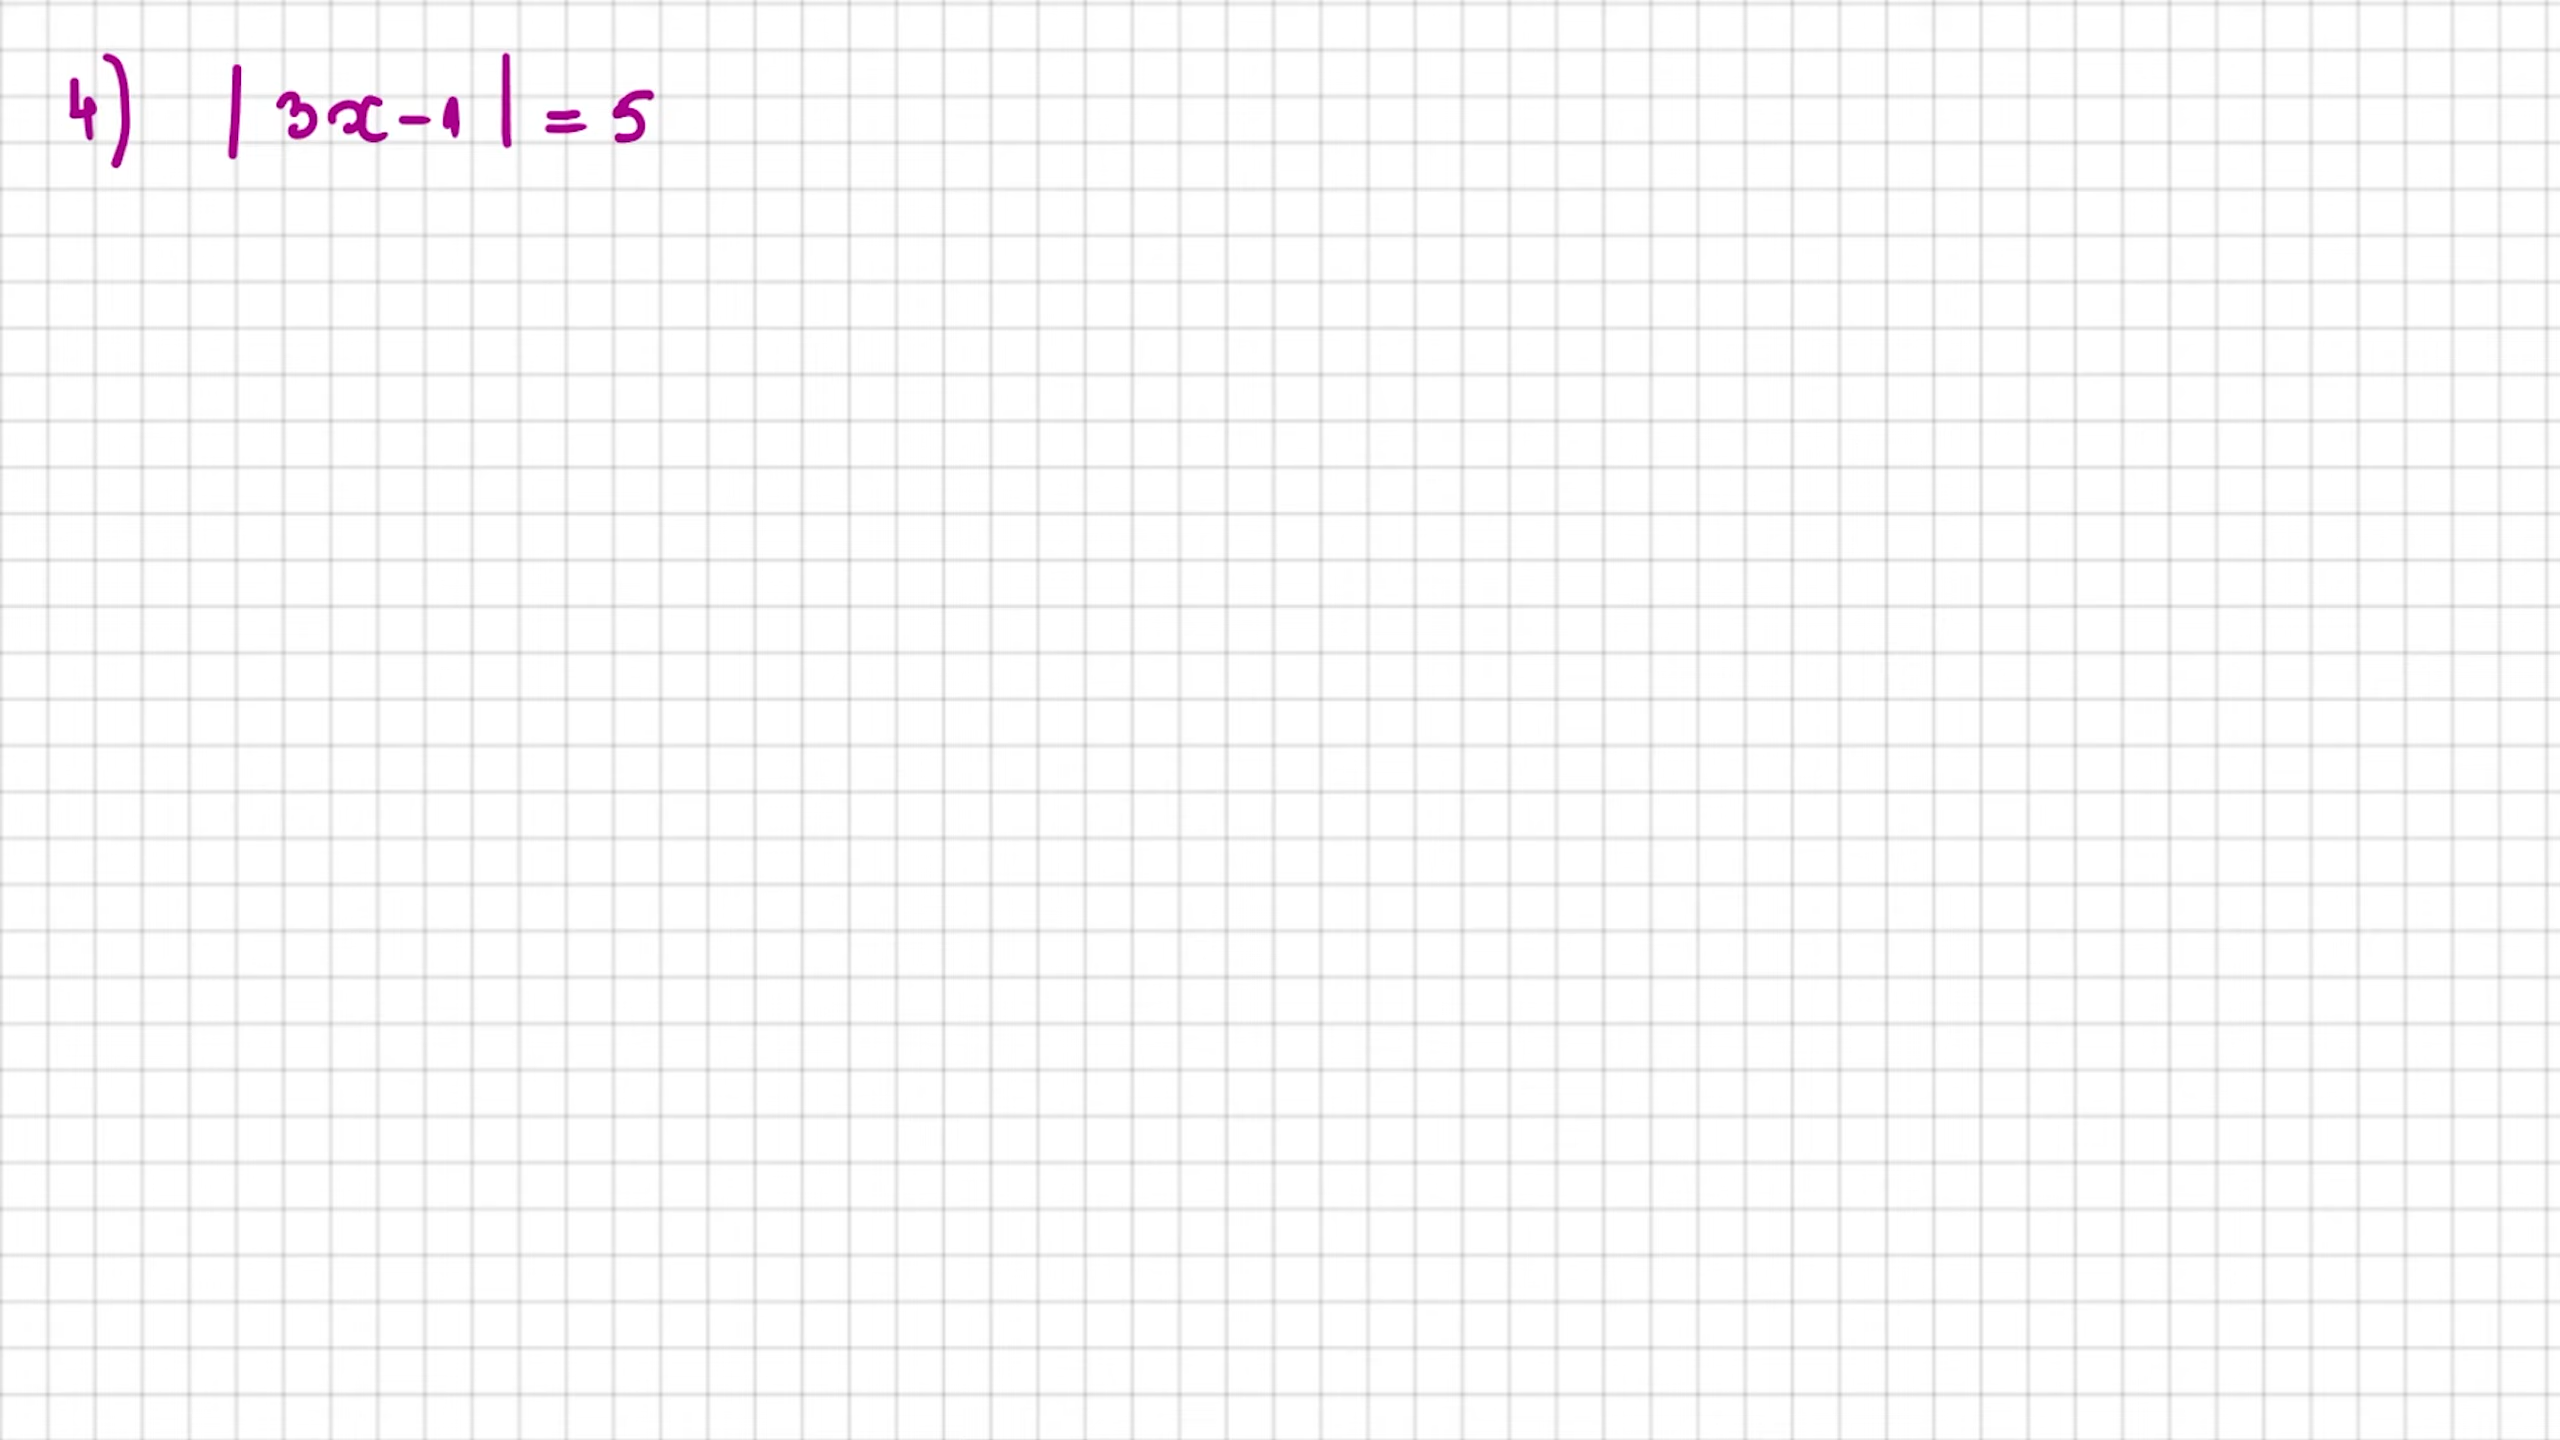 4) | 3x - 1 | = 5